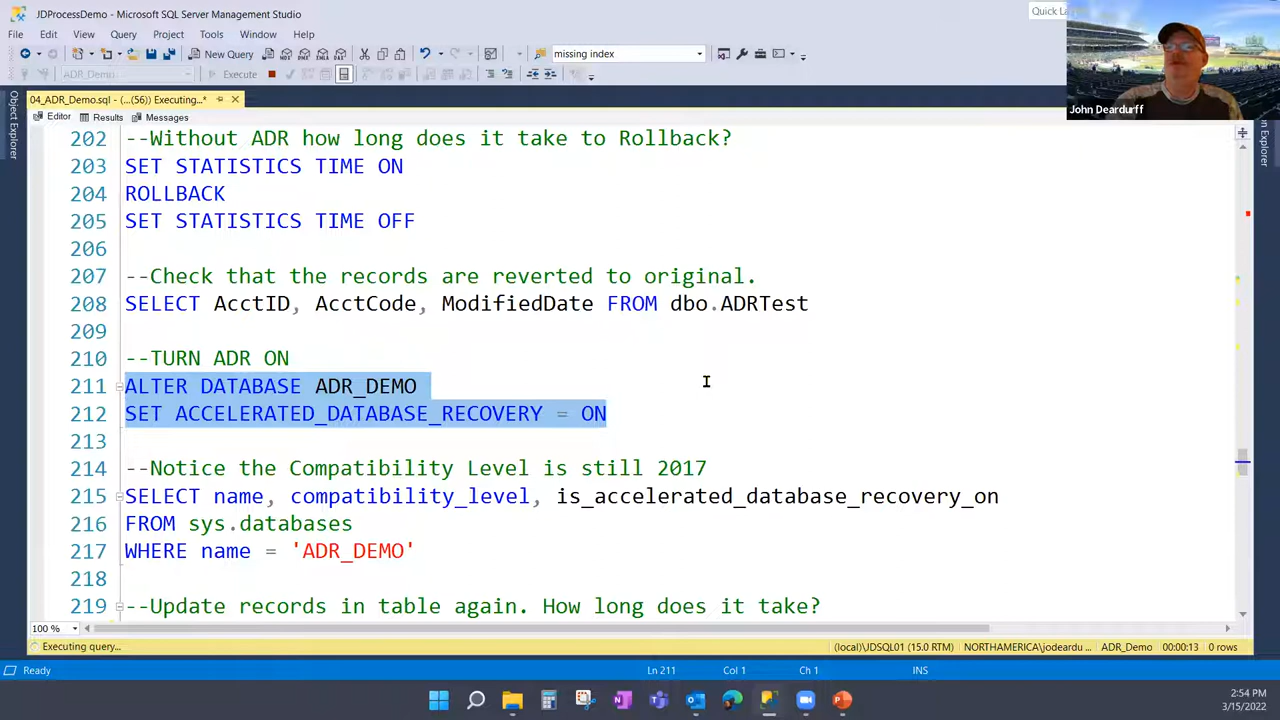 JDProcessDemo - Microsoft SQL Server Management Studio
Quick La
File Edit View Query Project Tools Window Help
New Query
missing index
ADR_Demo
Execute
04_ADR_Demo.sql - (...(56)) Executing...*
Editor Results Messages
Object Explorer
John Deardurff
n Explorer
202 --Without ADR how long does it take to Rollback?
203 SET STATISTICS TIME ON
204 ROLLBACK
205 SET STATISTICS TIME OFF
206
207 --Check that the records are reverted to original.
208 SELECT AcctID, AcctCode, ModifiedDate FROM dbo.ADRTest
209
210 --TURN ADR ON
211 ALTER DATABASE ADR_DEMO
212 SET ACCELERATED_DATABASE_RECOVERY = ON
213
214 --Notice the Compatibility Level is still 2017
215 SELECT name, compatibility_level, is_accelerated_database_recovery_on
216 FROM sys.databases
217 WHERE name = 'ADR_DEMO'
218
219 --Update records in table again. How long does it take?
100 %
Executing query... (local)\JDSQL01 (15.0 RTM) NORTHAMERICA\jodeardu ... ADR_Demo 00:00:13 0 rows
Ready Ln 211 Col 1 Ch 1 INS
2:54 PM
3/15/2022